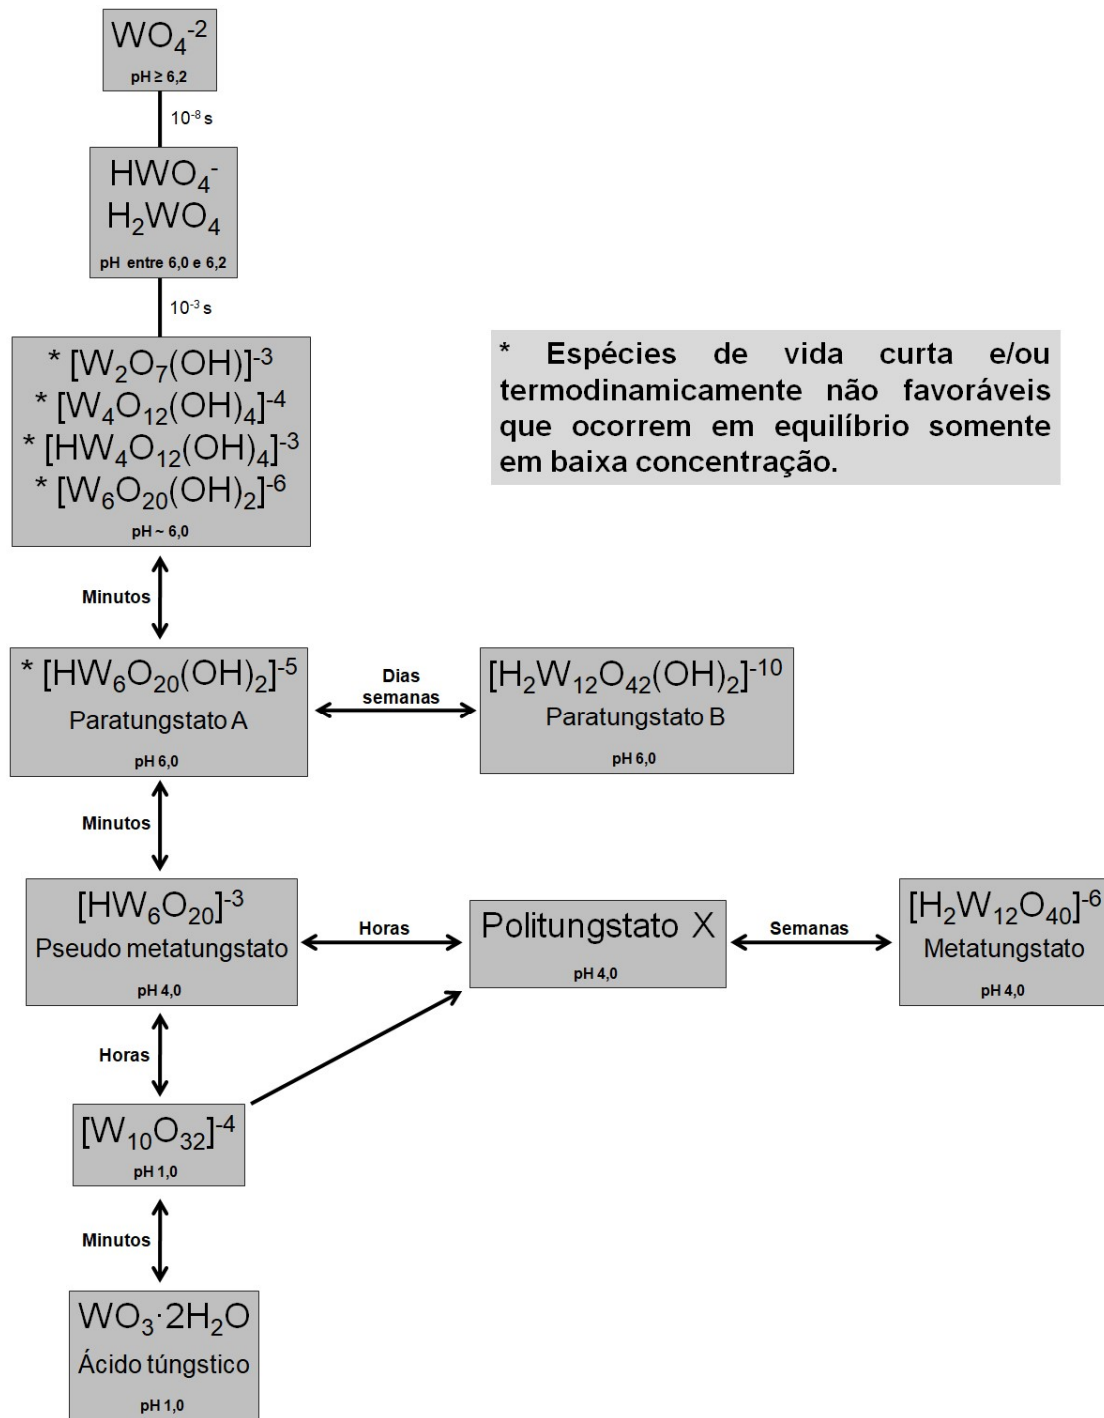 WO₄⁻²
pH ≥ 6,2
10⁻⁸ s
HWO₄⁻
H₂WO₄
pH entre 6,0 e 6,2
10⁻³ s
* [W₂O₇(OH)]⁻³
* [W₄O₁₂(OH)₄]⁻⁴
* [HW₄O₁₂(OH)₄]⁻³
* [W₆O₂₀(OH)₂]⁻⁶
pH ~ 6,0
* Espécies de vida curta e/ou
termodinamicamente não favoráveis
que ocorrem em equilíbrio somente
em baixa concentração.
Minutos
* [HW₆O₂₀(OH)₂]⁻⁵
Paratungstato A
pH 6,0
Dias
semanas
[H₂W₁₂O₄₂(OH)₂]⁻¹⁰
Paratungstato B
pH 6,0
Minutos
[HW₆O₂₀]⁻³
Pseudo metatungstato
pH 4,0
Horas
Politungstato X
pH 4,0
Semanas
[H₂W₁₂O₄₀]⁻⁶
Metatungstato
pH 4,0
Horas
[W₁₀O₃₂]⁻⁴
pH 1,0
Minutos
WO₃·2H₂O
Ácido túngstico
pH 1,0